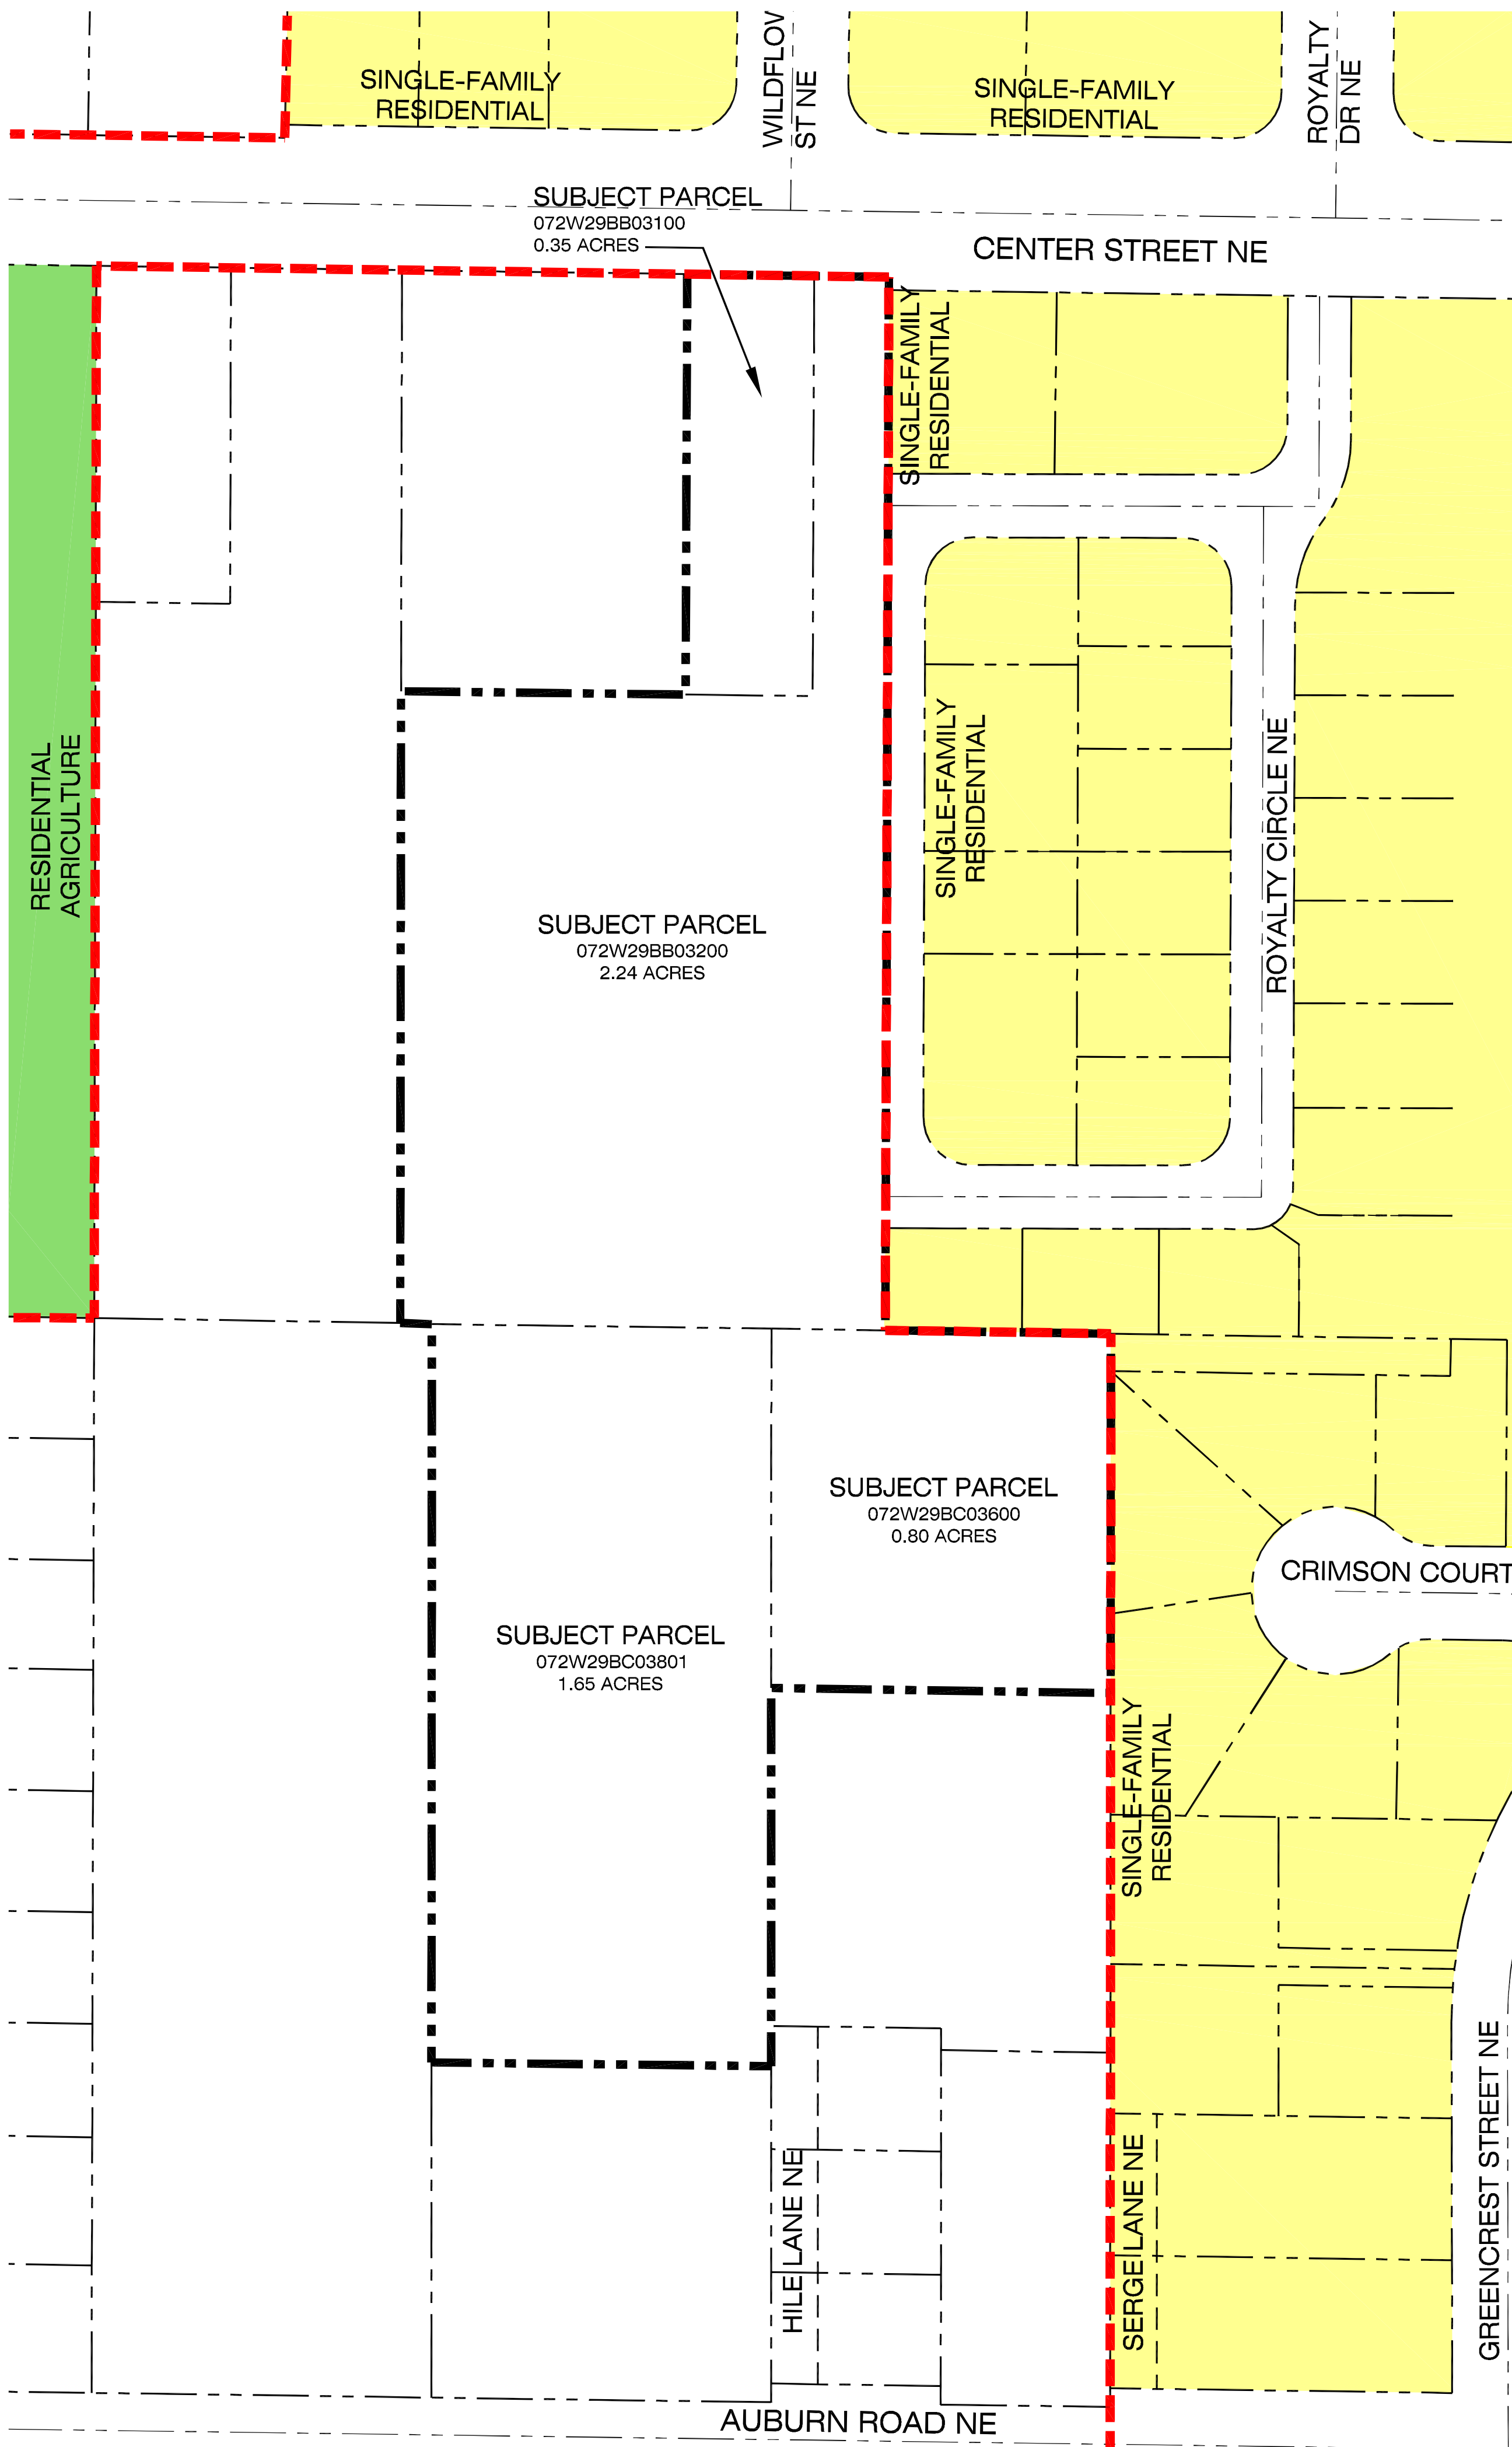 SINGLE-FAMILY
RESIDENTIAL
WILDFLOW
ST NE
SINGLE-FAMILY
RESIDENTIAL
ROYALTY
DR NE
SUBJECT PARCEL
072W29BB03100
0.35 ACRES
CENTER STREET NE
SINGLE-FAMILY
RESIDENTIAL
RESIDENTIAL
AGRICULTURE
SINGLE-FAMILY
RESIDENTIAL
ROYALTY CIRCLE NE
SUBJECT PARCEL
072W29BB03200
2.24 ACRES
SUBJECT PARCEL
072W29BC03600
0.80 ACRES
CRIMSON COURT
SUBJECT PARCEL
072W29BC03801
1.65 ACRES
SINGLE-FAMILY
RESIDENTIAL
HILE LANE NE
SERGE LANE NE
GREENCREST STREET NE
AUBURN ROAD NE